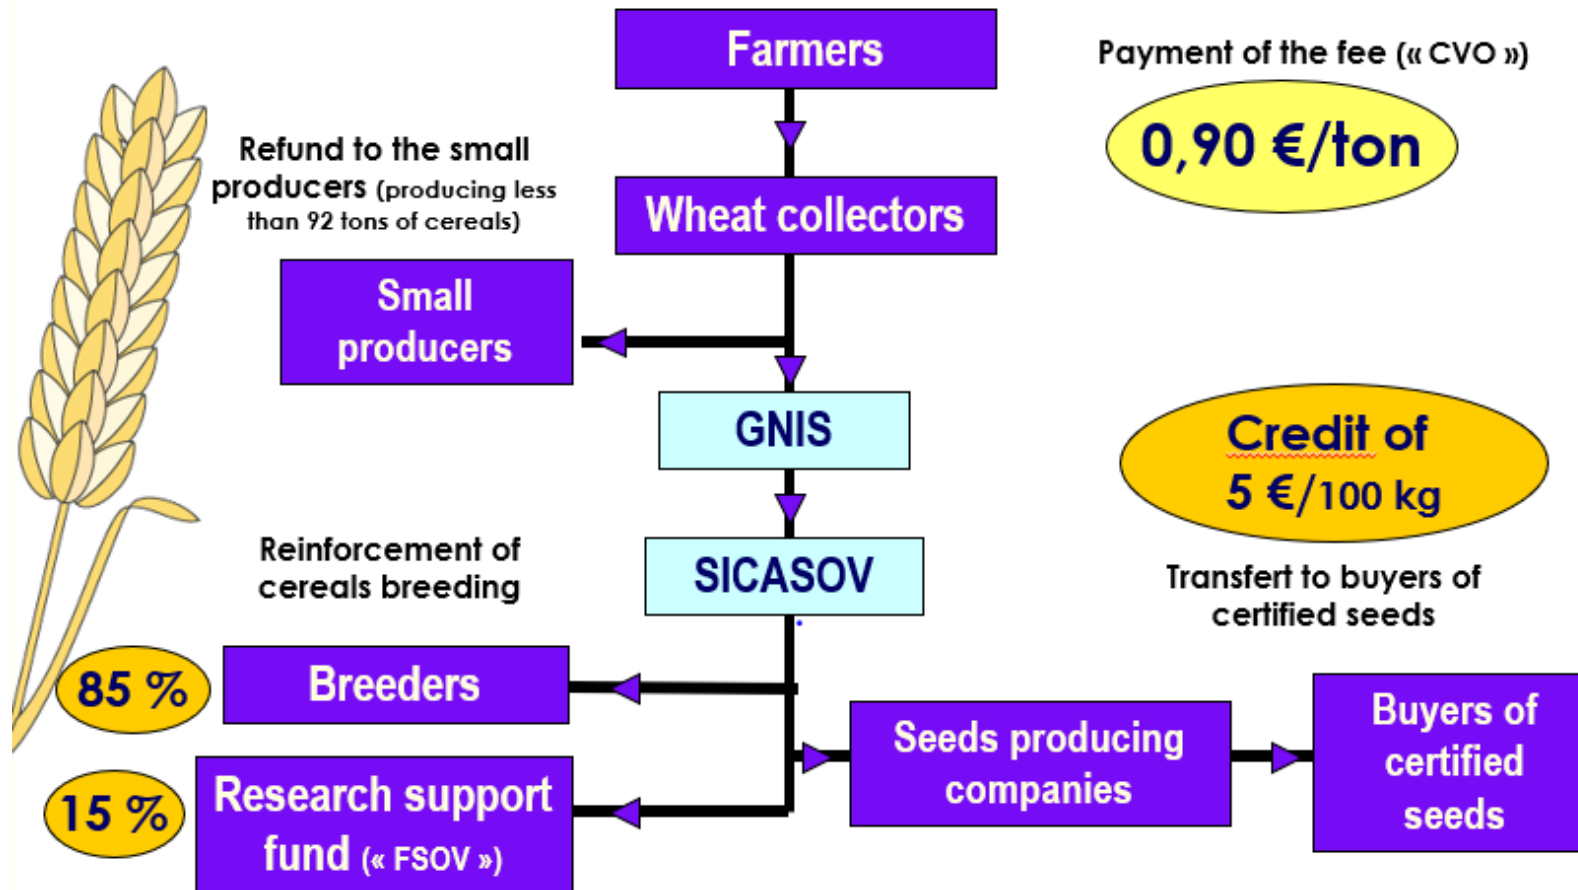 Farmers
Payment of the fee (« CVO »)
0,90 €/ton
Refund to the small
producers (producing less
than 92 tons of cereals)
Wheat collectors
Small
producers
GNIS
Credit of
5 €/100 kg
SICASOV
Reinforcement of
cereals breeding
Transfert to buyers of
certified seeds
85 %
Breeders
Seeds producing
companies
Buyers of
certified
seeds
15 %
Research support
fund (« FSOV »)